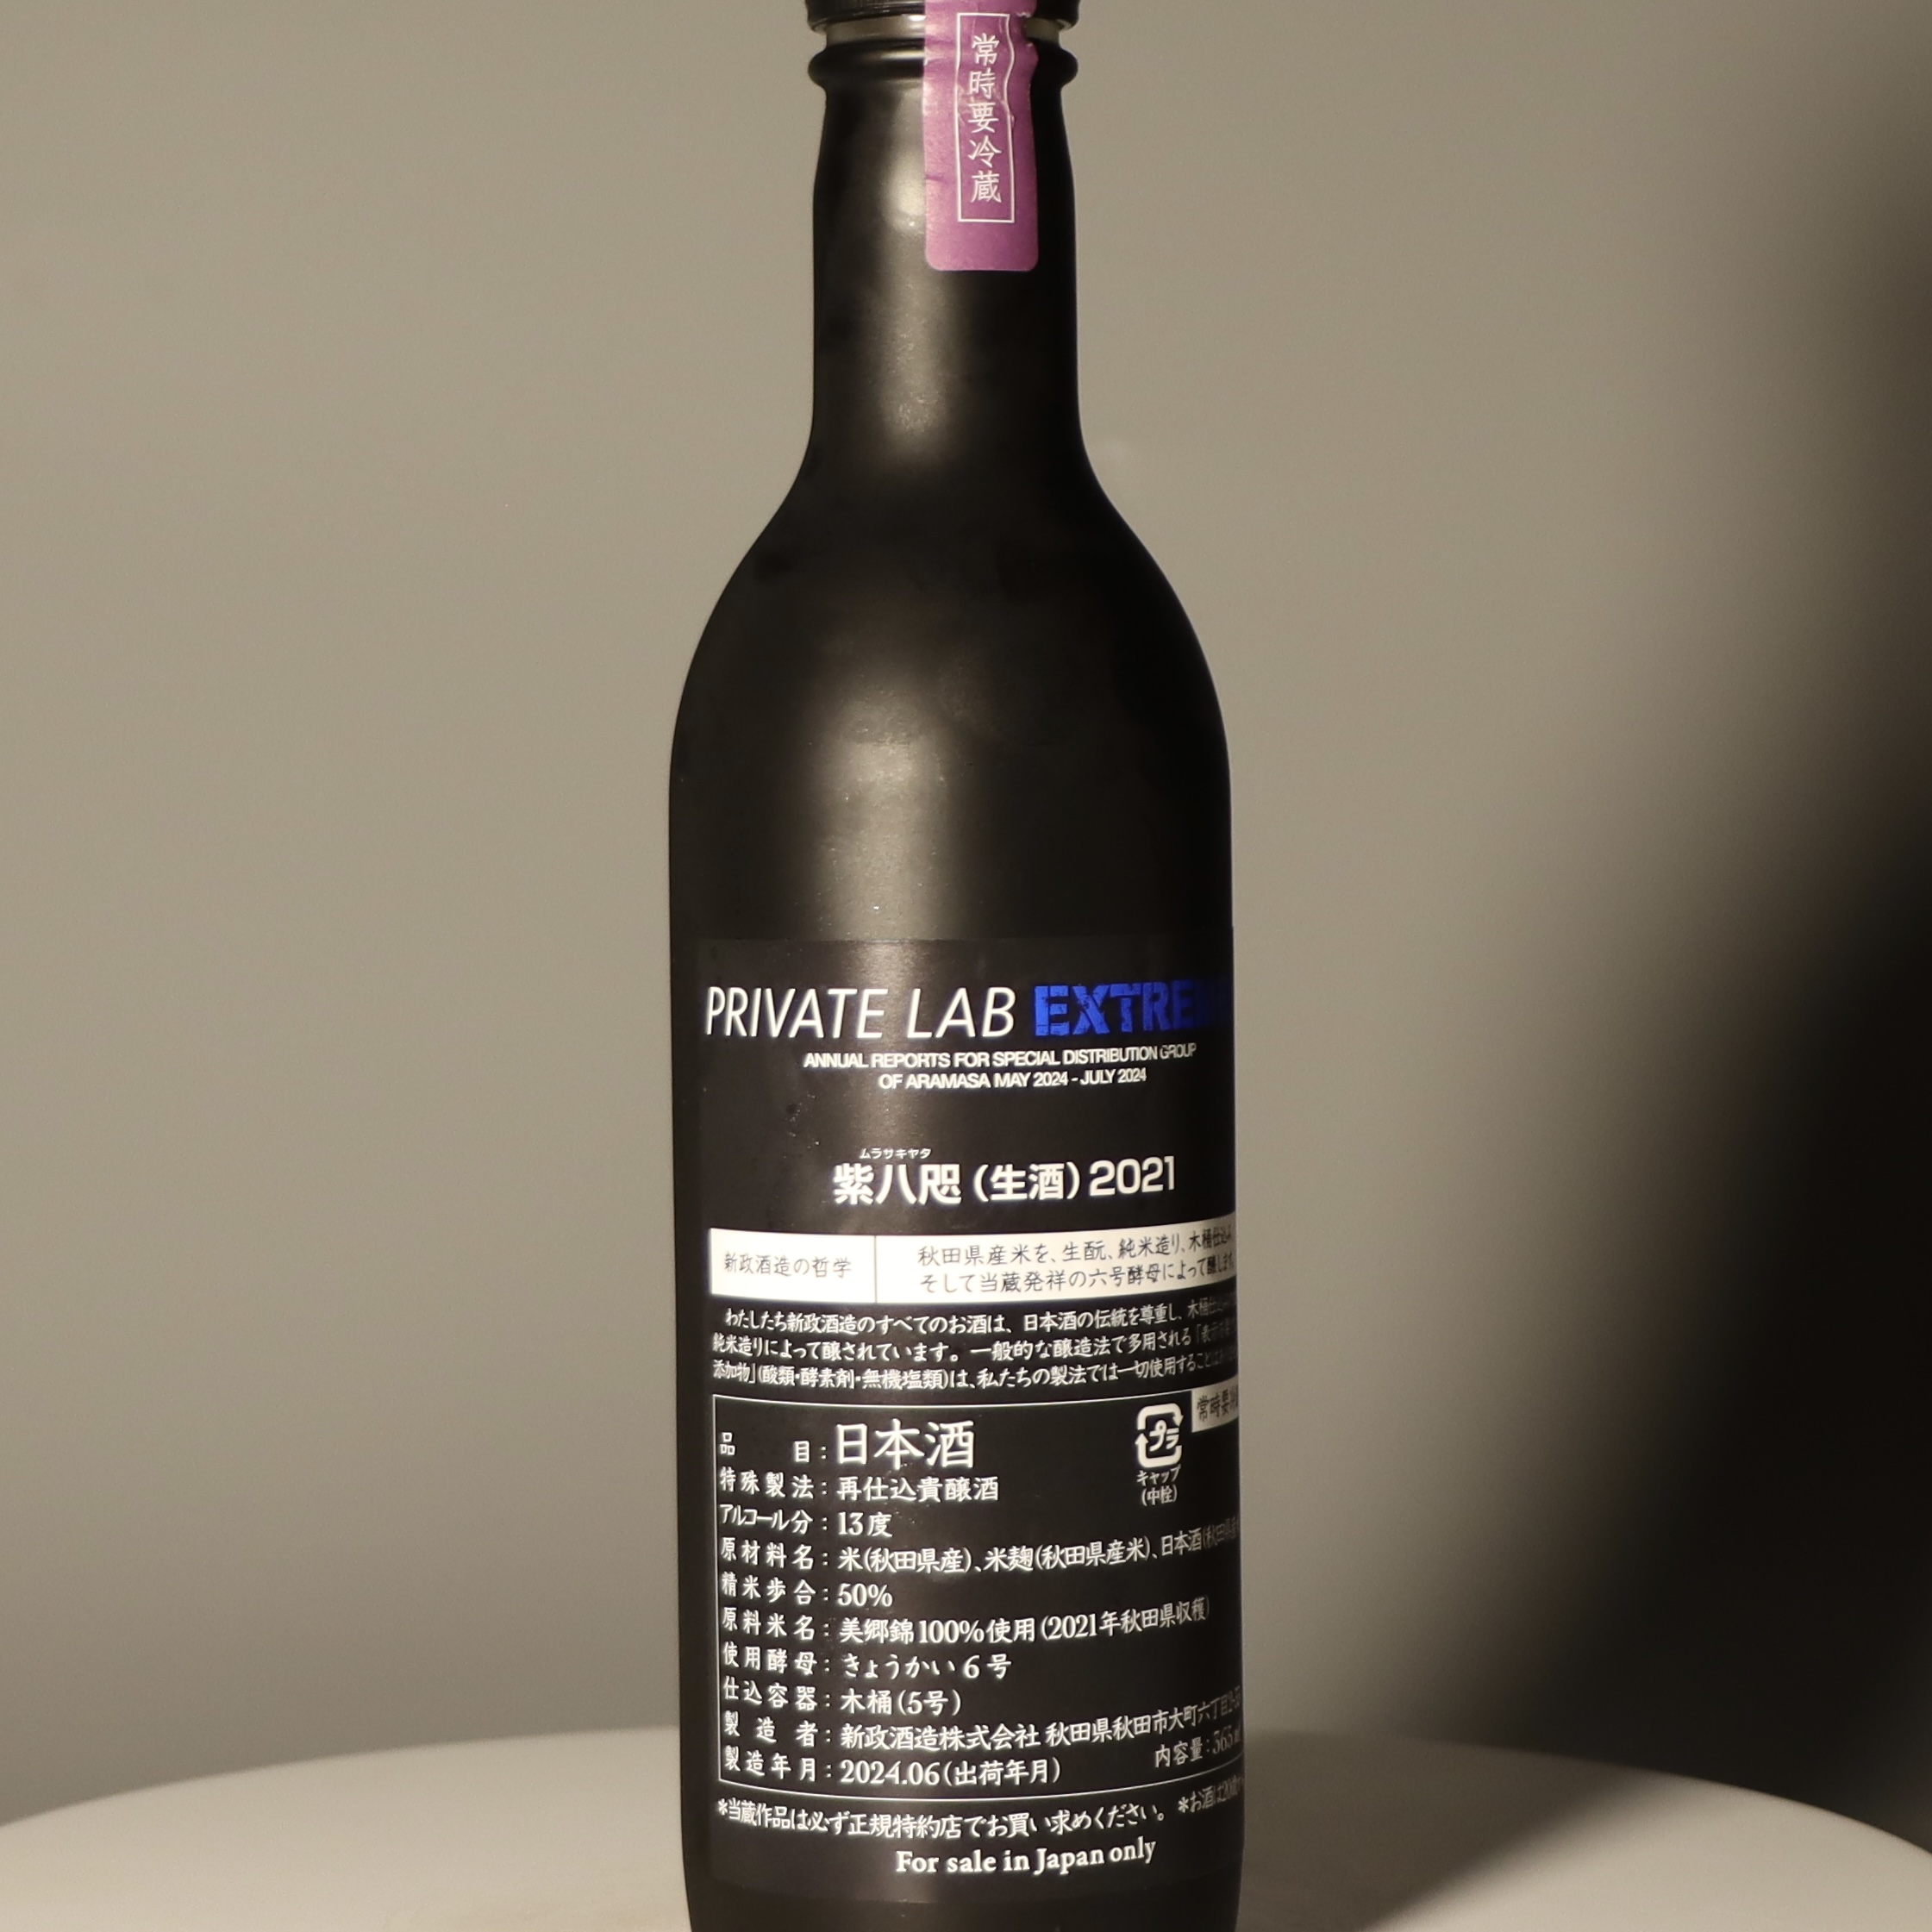 常時要冷蔵
PRIVATE LAB
ANNUAL REPORTS FOR SPECIAL DISTRIBUTION GROUP
OF ARAMASA MAY 2024 - JULY 2024
ムラサキヤタ
紫八咫（生酒）2021
新政酒造の哲学
秋田県産米を、生酛、純米造り、木桶仕込み、
そして当蔵発祥の六号酵母によって醸します。
わたしたち新政酒造のすべてのお酒は、日本酒の伝統を尊重し、木桶仕込み
純米造りによって醸されています。一般的な醸造法で多用される「表示
添加物」(酸類・酵素剤・無機塩類)は、私たちの製法では一切使用すること
常時要
品目：日本酒
プラ
キャップ
(中栓)
特殊製法：再仕込貴醸酒
アルコール分：13度
原材料名：米(秋田県産)、米麹(秋田県産米)、日本酒(秋田県産
精米歩合：50%
原料米名：美郷錦100%使用(2021年秋田県収穫)
使用酵母：きょうかい6号
仕込容器：木桶(5号)
製造者：新政酒造株式会社 秋田県秋田市大町六丁目
製造年月：2024.06(出荷年月)
内容量：
＊当蔵作品は必ず正規特約店でお買い求めください。 ＊お酒は
For sale in Japan only